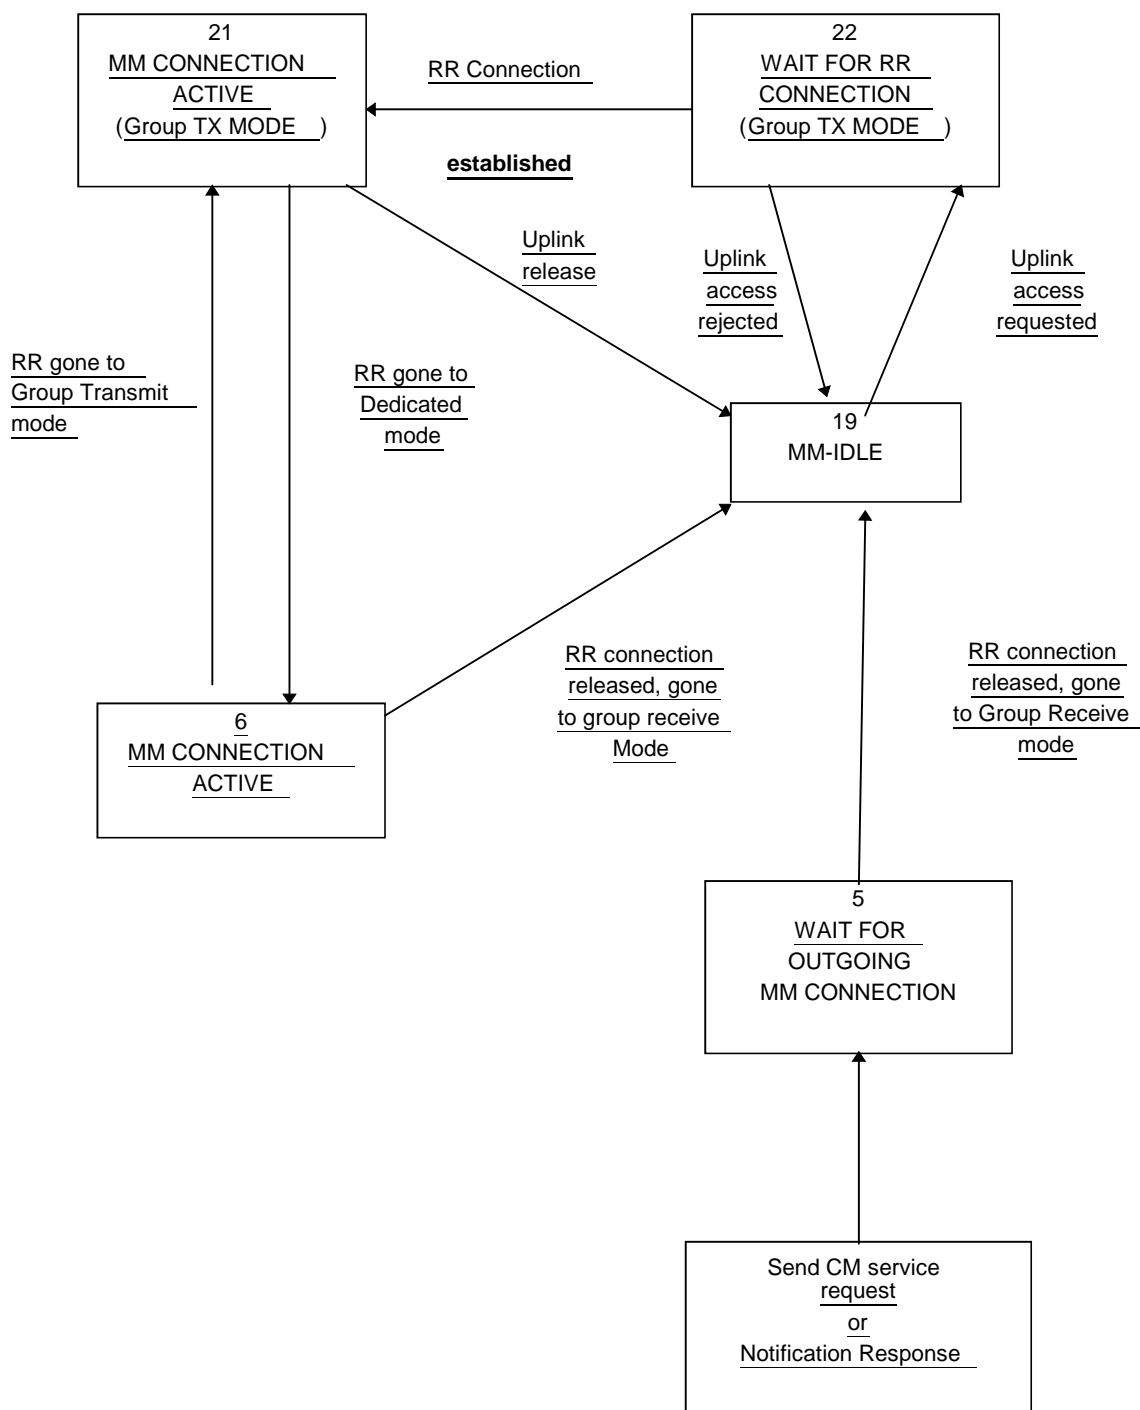 21
MM CONNECTION
ACTIVE
(Group TX MODE )
RR Connection
established
22
WAIT FOR RR
CONNECTION
(Group TX MODE )
Uplink
release
Uplink
access
rejected
Uplink
access
requested
RR gone to
Group Transmit
mode
RR gone to
Dedicated
mode
19
MM-IDLE
RR connection
released, gone
to group receive
Mode
RR connection
released, gone
to Group Receive
mode
6
MM CONNECTION
ACTIVE
5
WAIT FOR
OUTGOING
MM CONNECTION
Send CM service
request
or
Notification Response